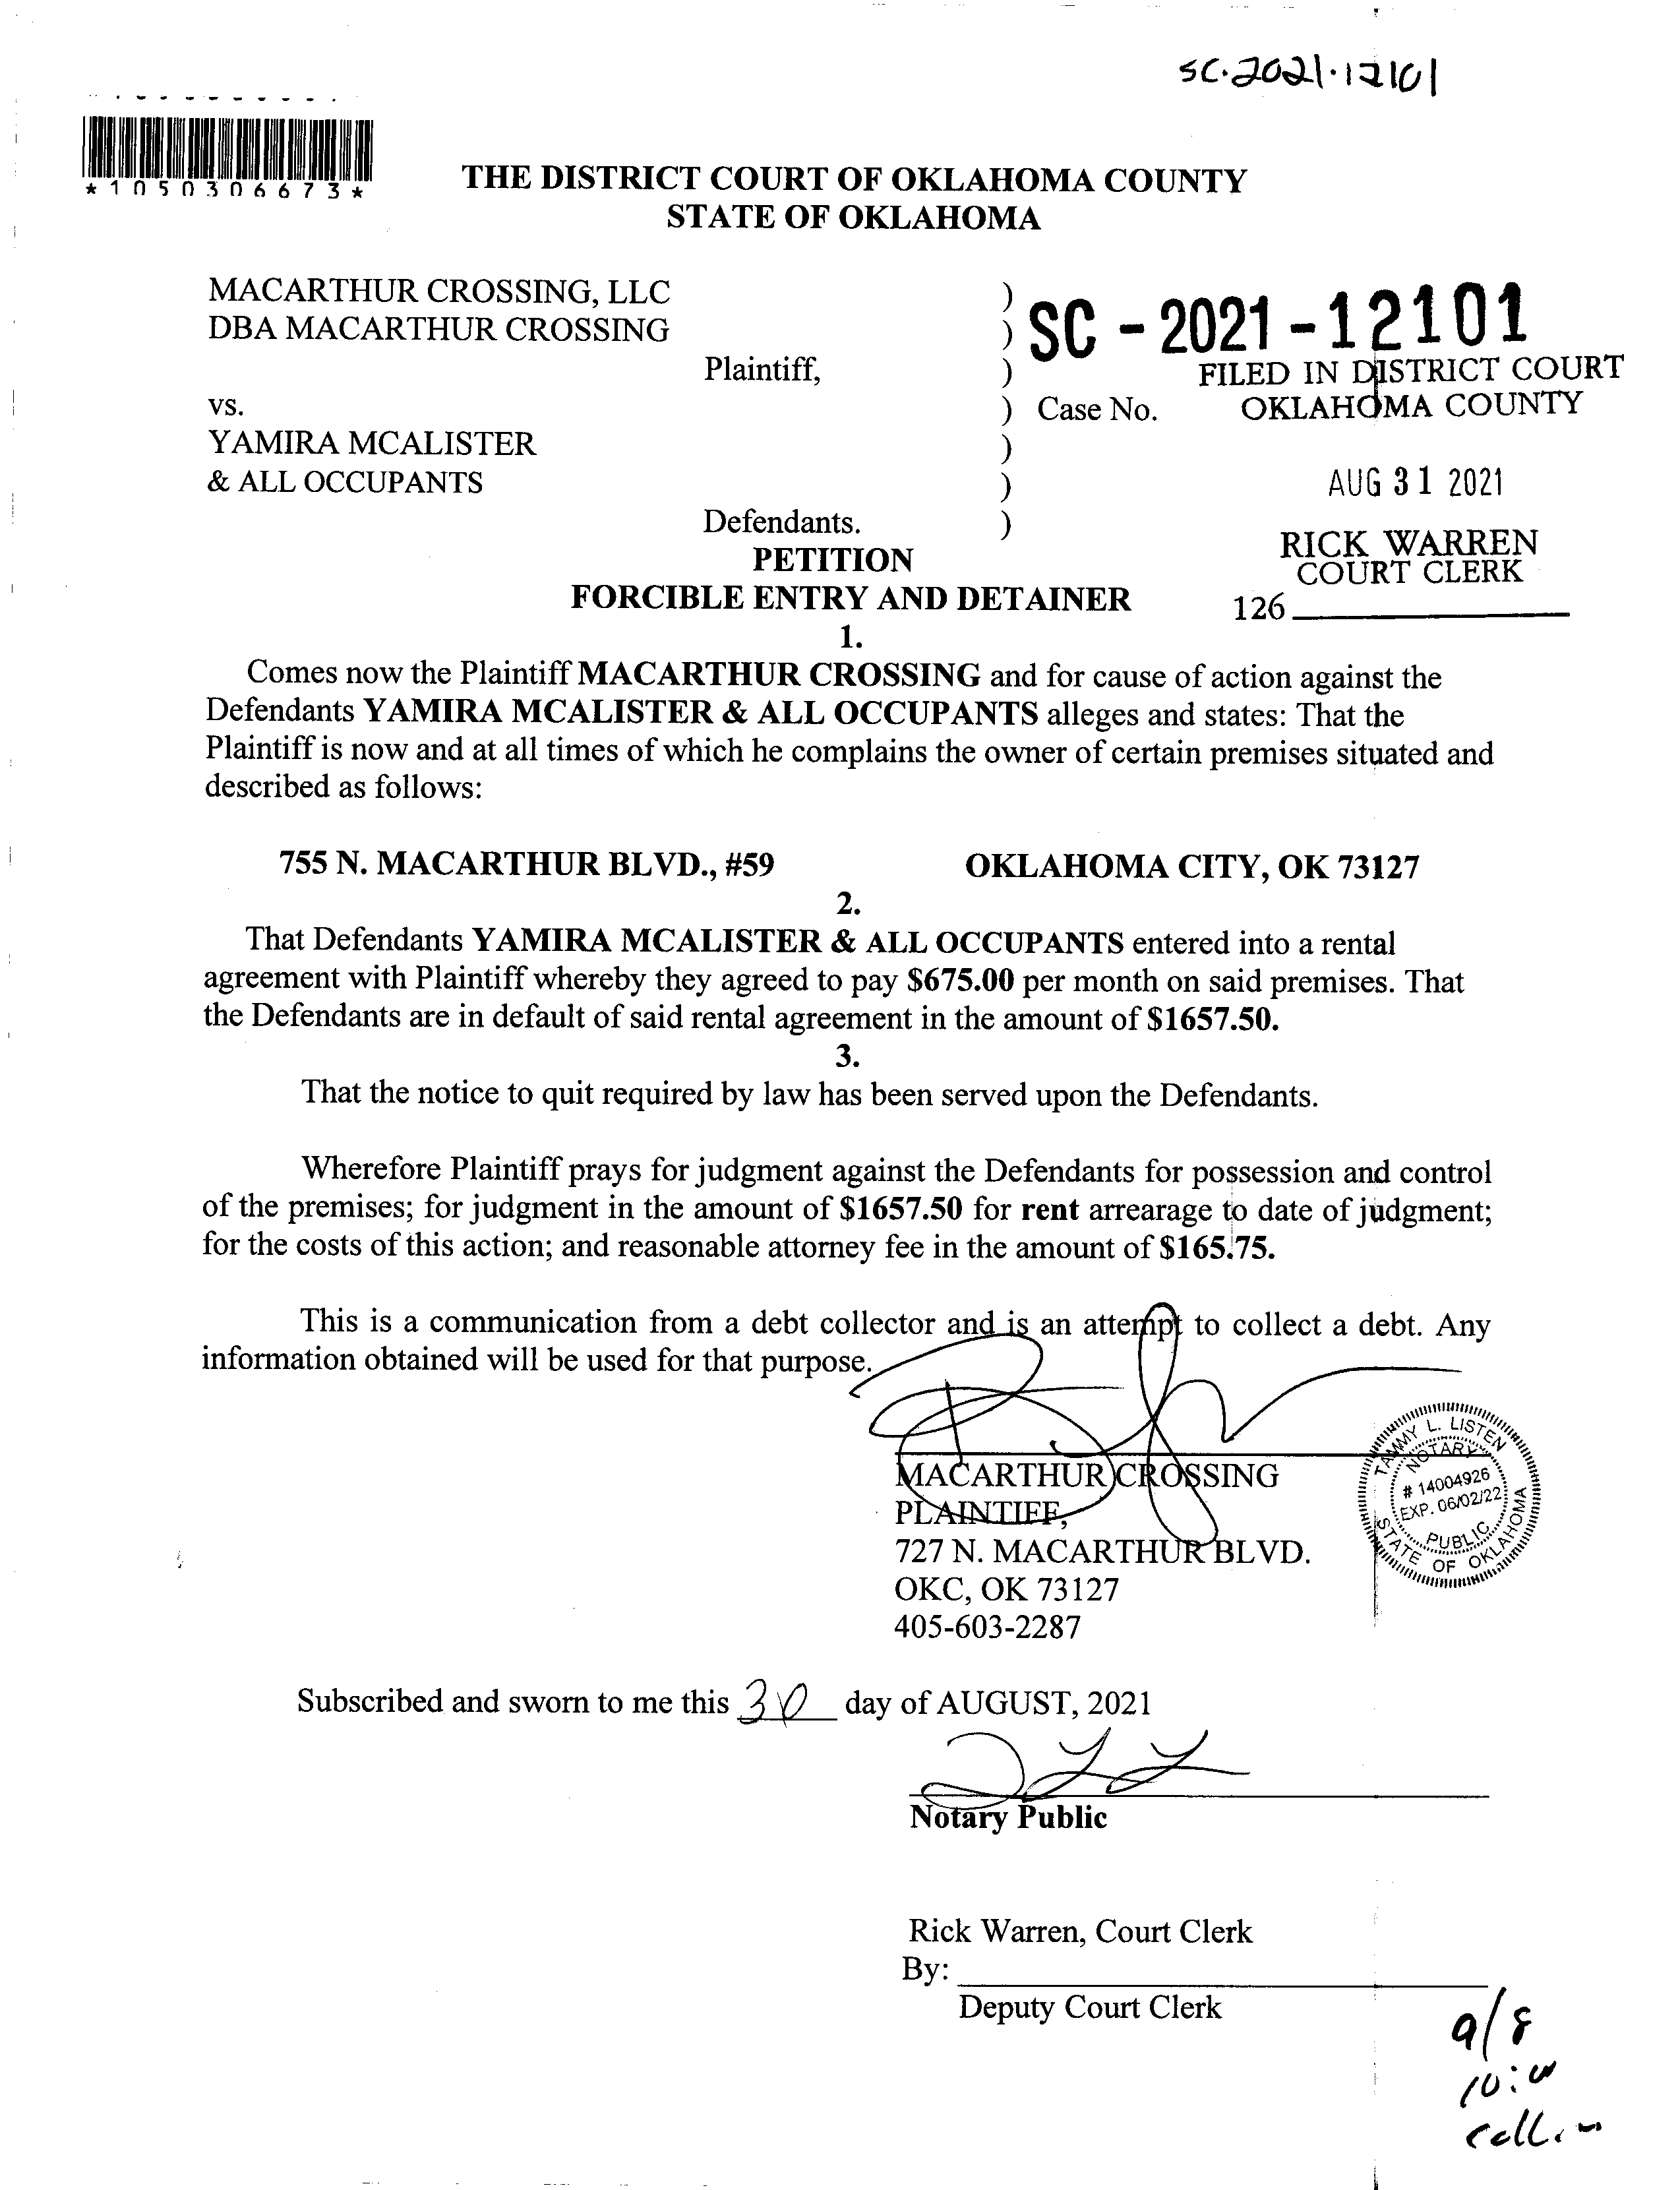 SC.2021.12101
*1050306673*
THE DISTRICT COURT OF OKLAHOMA COUNTY
STATE OF OKLAHOMA
MACARTHUR CROSSING, LLC )
DBA MACARTHUR CROSSING ) SC - 2021 - 12101
Plaintiff, ) FILED IN DISTRICT COURT
vs. ) Case No. OKLAHOMA COUNTY
YAMIRA MCALISTER )
& ALL OCCUPANTS ) AUG 31 2021
Defendants. )
RICK WARREN
PETITION
COURT CLERK
FORCIBLE ENTRY AND DETAINER
126
1.
Comes now the Plaintiff MACARTHUR CROSSING and for cause of action against the
Defendants YAMIRA MCALISTER & ALL OCCUPANTS alleges and states: That the
Plaintiff is now and at all times of which he complains the owner of certain premises situated and
described as follows:
755 N. MACARTHUR BLVD., #59 OKLAHOMA CITY, OK 73127
2.
That Defendants YAMIRA MCALISTER & ALL OCCUPANTS entered into a rental
agreement with Plaintiff whereby they agreed to pay $675.00 per month on said premises. That
the Defendants are in default of said rental agreement in the amount of $1657.50.
3.
That the notice to quit required by law has been served upon the Defendants.
Wherefore Plaintiff prays for judgment against the Defendants for possession and control
of the premises; for judgment in the amount of $1657.50 for rent arrearage to date of judgment;
for the costs of this action; and reasonable attorney fee in the amount of $165.75.
This is a communication from a debt collector and is an attempt to collect a debt. Any
information obtained will be used for that purpose.
MACARTHUR CROSSING
PLAINTIFF,
727 N. MACARTHUR BLVD.
OKC, OK 73127
405-603-2287
TAMMY L. LISTEN
NOTARY
# 14004926
EXP. 06/02/22
PUBLIC
STATE OF OKLAHOMA
Subscribed and sworn to me this 30 day of AUGUST, 2021
Notary Public
Rick Warren, Court Clerk
By:
Deputy Court Clerk
9/8